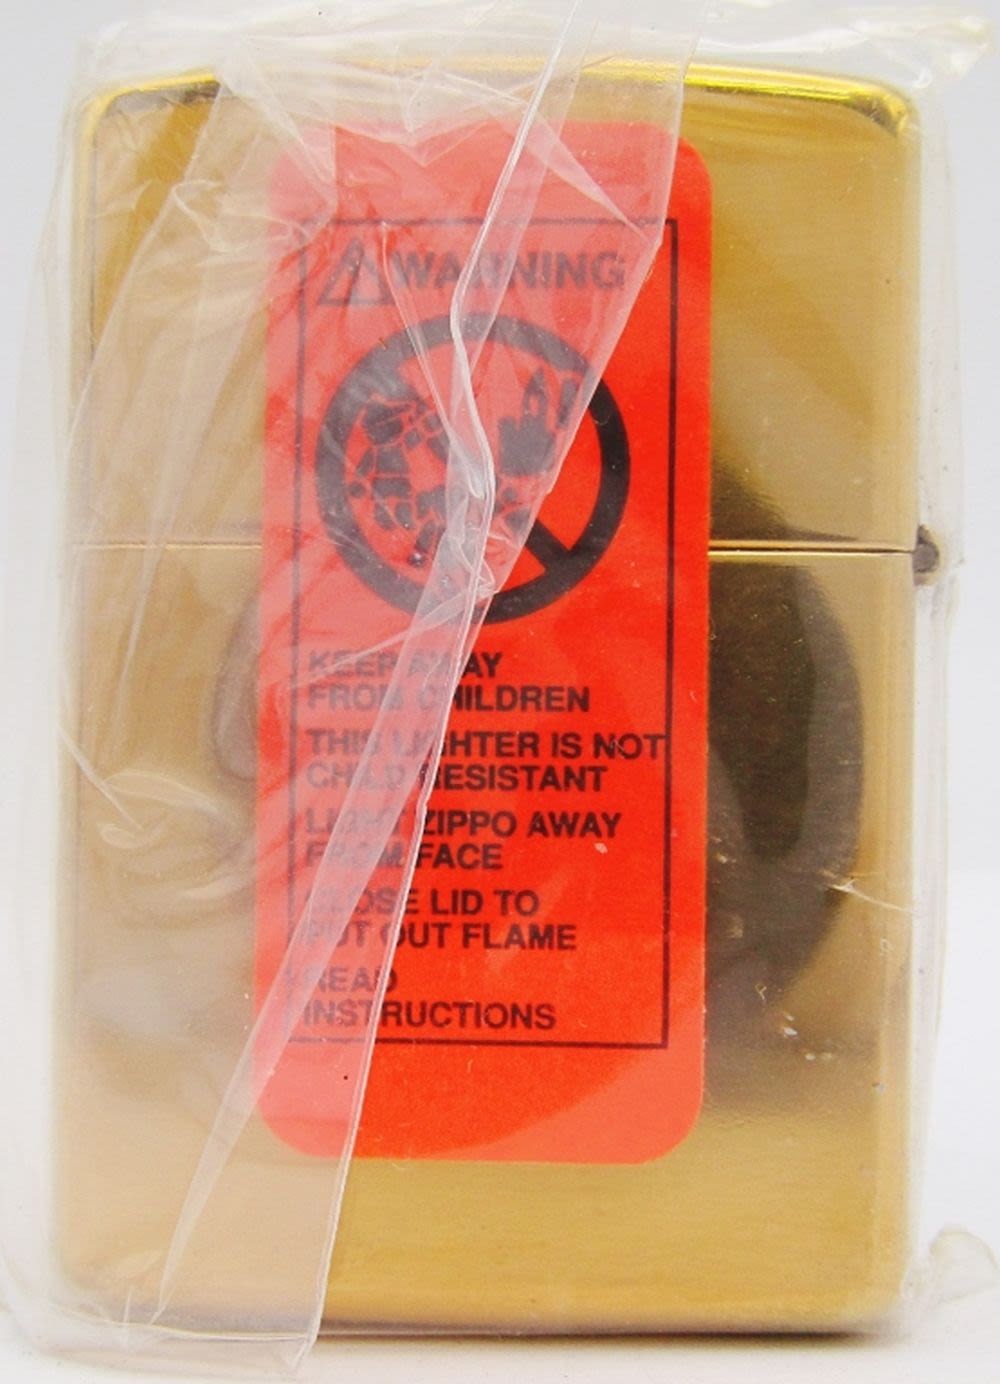 WARNING
KEEP AWAY
FROM CHILDREN
THIS LIGHTER IS NOT
CHILD RESISTANT
LIGHT ZIPPO AWAY
FROM FACE
CLOSE LID TO
PUT OUT FLAME
READ
INSTRUCTIONS